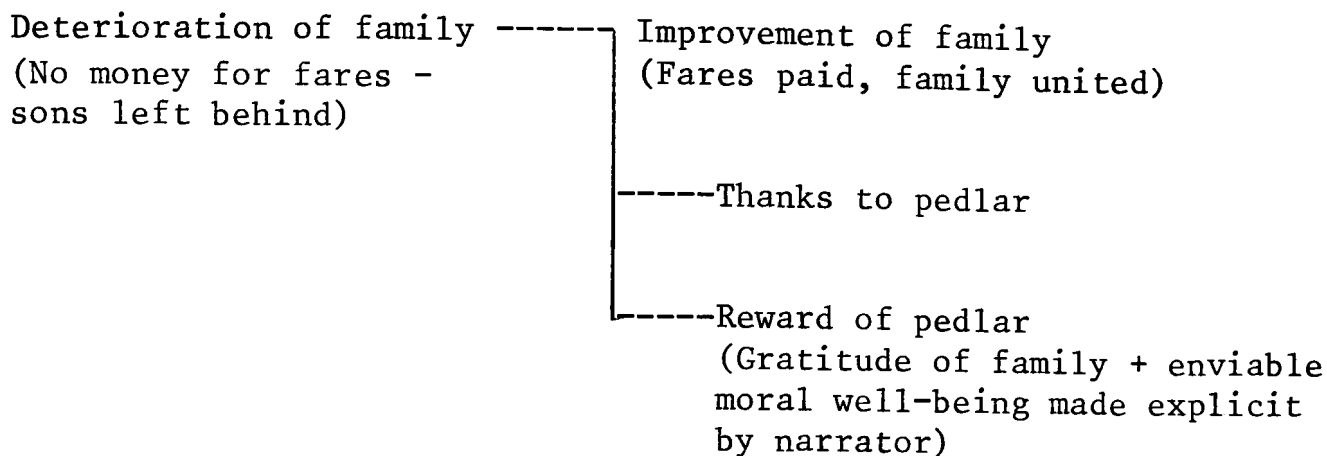 Deterioration of family ------ Improvement of family
(No money for fares - (Fares paid, family united)
sons left behind)
-----Thanks to pedlar
-----Reward of pedlar
(Gratitude of family + enviable
moral well-being made explicit
by narrator)